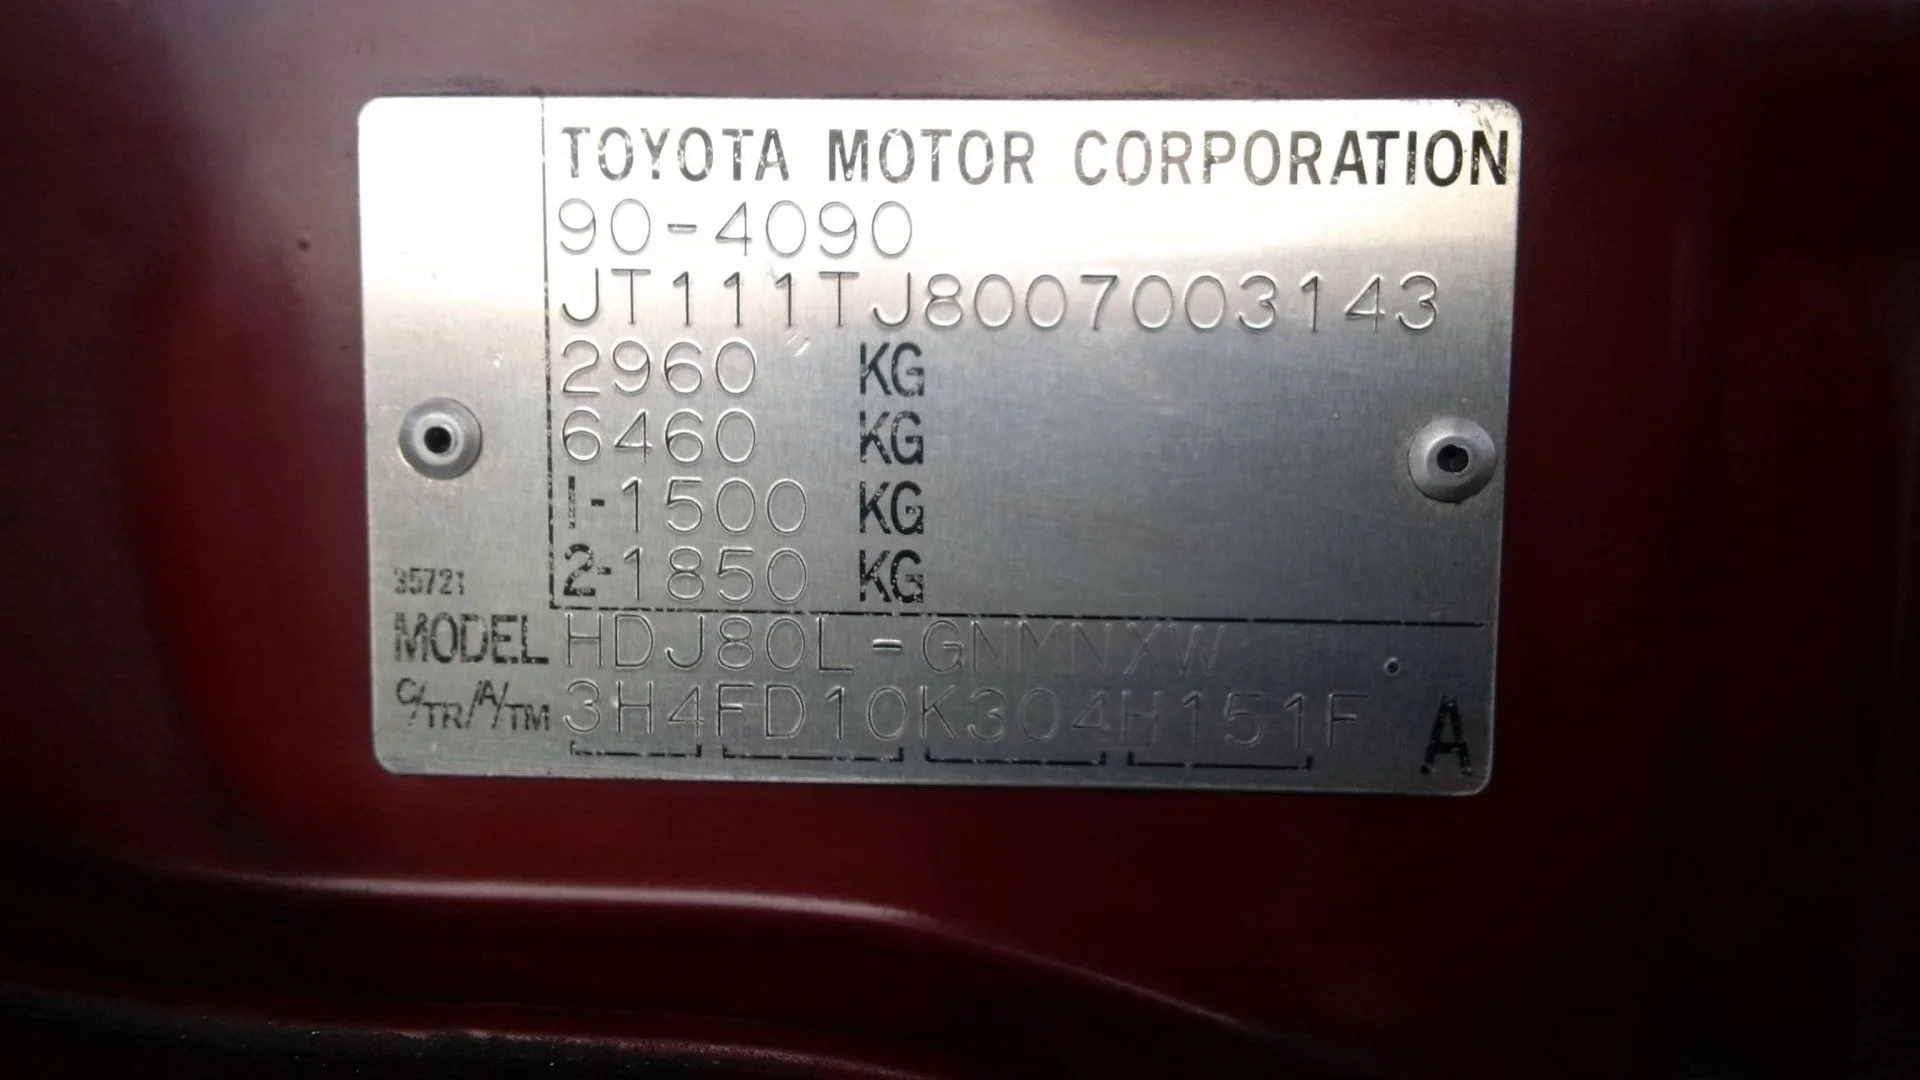 TOYOTA MOTOR CORPORATION
90-4090
JT111TJ8007003143
2960 KG
6460 KG
1-1500 KG
2-1850 KG
35721
MODEL HDJ80L-GNMNXW
C/TR/A/TM 3H4FD10K304H151F A